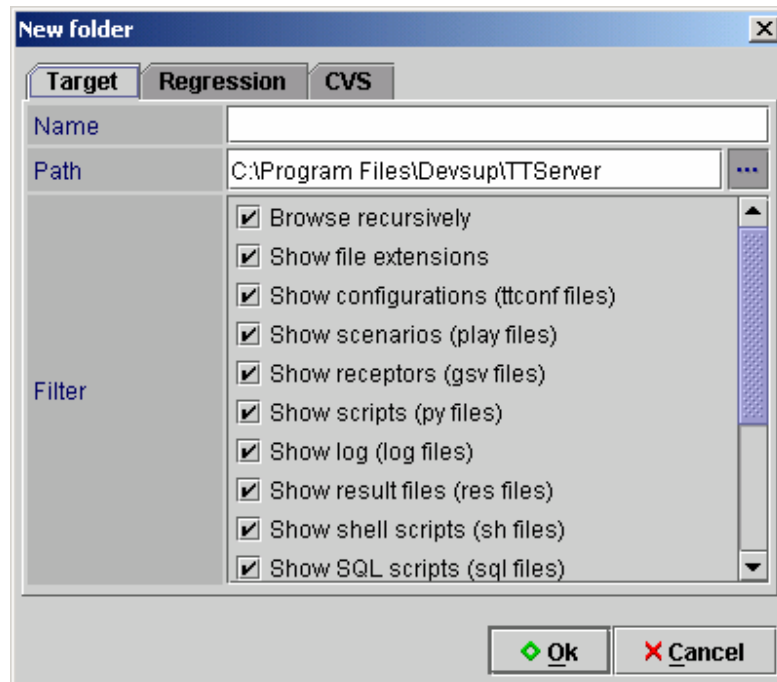 New folder
Target Regression CVS
Name
Path C:\Program Files\Devsup\TTServer ...
Filter
Browse recursively
Show file extensions
Show configurations (ttconf files)
Show scenarios (play files)
Show receptors (gsv files)
Show scripts (py files)
Show log (log files)
Show result files (res files)
Show shell scripts (sh files)
Show SQL scripts (sql files)
Ok Cancel